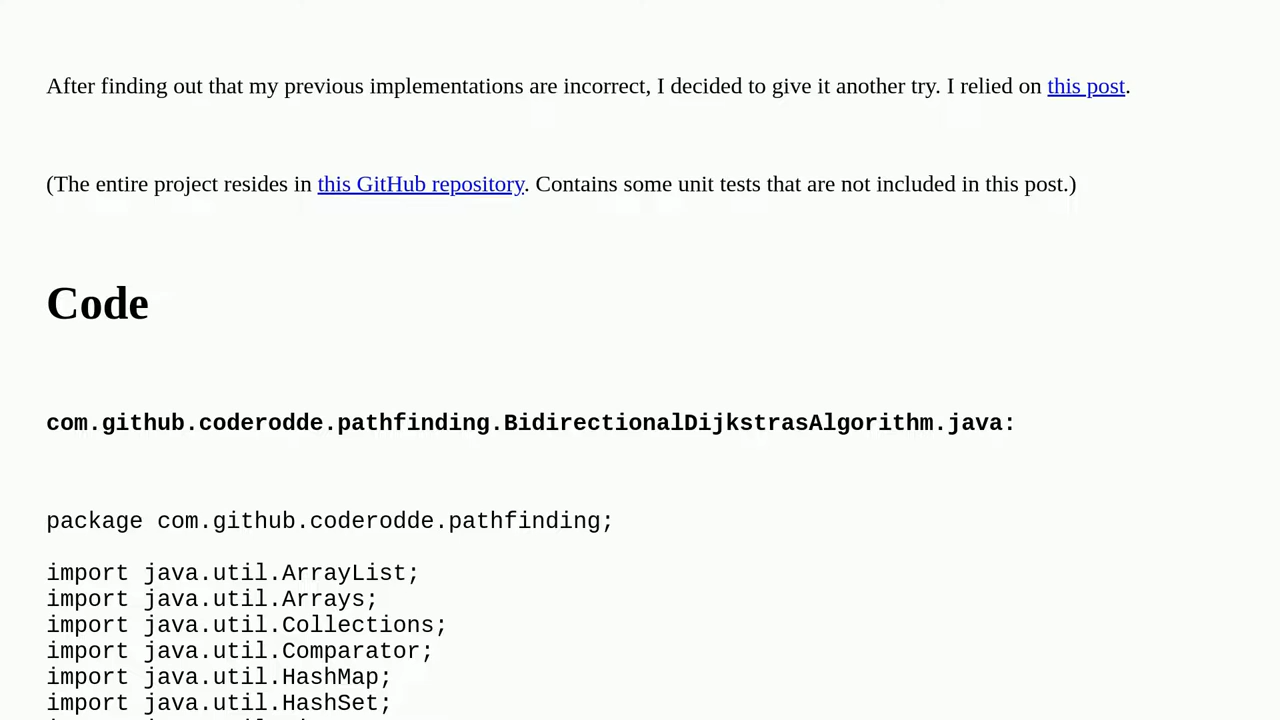 After finding out that my previous implementations are incorrect, I decided to give it another try. I relied on this post.
(The entire project resides in this GitHub repository. Contains some unit tests that are not included in this post.)
Code
com.github.coderodde.pathfinding.BidirectionalDijkstrasAlgorithm.java:
package com.github.coderodde.pathfinding;
import java.util.ArrayList;
import java.util.Arrays;
import java.util.Collections;
import java.util.Comparator;
import java.util.HashMap;
import java.util.HashSet;